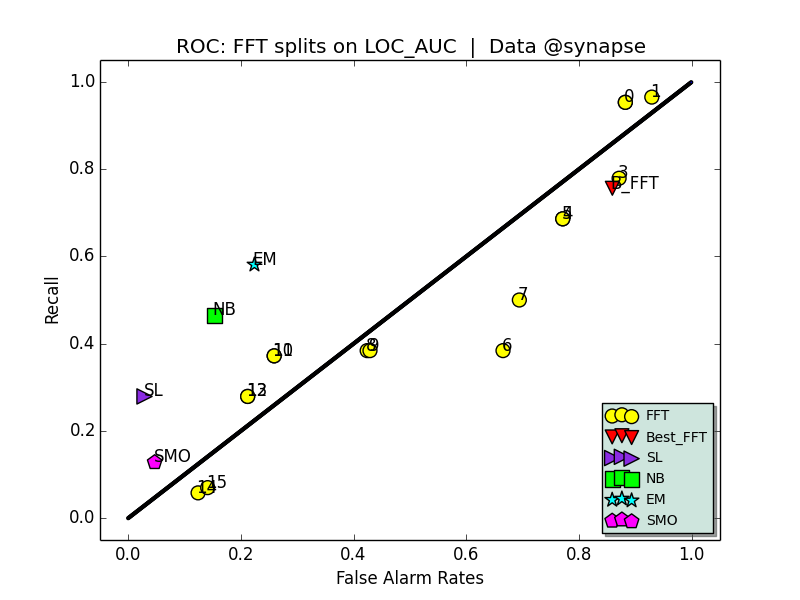 ROC: FFT splits on LOC_AUC | Data @synapse
1.0
0.8
0.6
0.4
0.2
0.0
Recall
0 1
3
_FFT
EM
7
NB
6
SL
SMO
15
FFT
Best_FFT
SL
NB
EM
SMO
0.0 0.2 0.4 0.6 0.8 1.0
False Alarm Rates